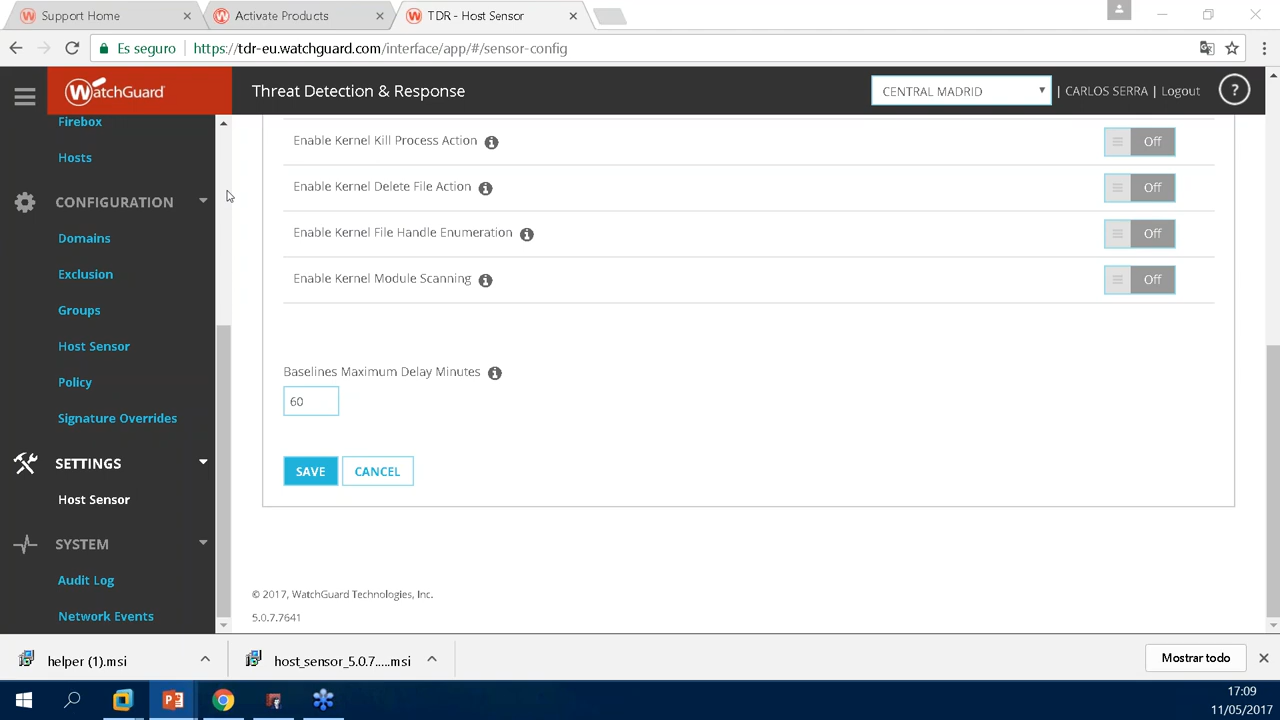 Support Home
Activate Products
TDR - Host Sensor
Es seguro
https://tdr-eu.watchguard.com/interface/app/#/sensor-config
WatchGuard
Threat Detection & Response
CENTRAL MADRID
| CARLOS SERRA | Logout
?
Firebox
Hosts
CONFIGURATION
Domains
Exclusion
Groups
Host Sensor
Policy
Signature Overrides
SETTINGS
Host Sensor
SYSTEM
Audit Log
Network Events
Enable Kernel Kill Process Action
Off
Enable Kernel Delete File Action
Off
Enable Kernel File Handle Enumeration
Off
Enable Kernel Module Scanning
Off
Baselines Maximum Delay Minutes
60
SAVE
CANCEL
© 2017, WatchGuard Technologies, Inc.
5.0.7.7641
helper (1).msi
host_sensor_5.0.7.....msi
Mostrar todo
17:09
11/05/2017